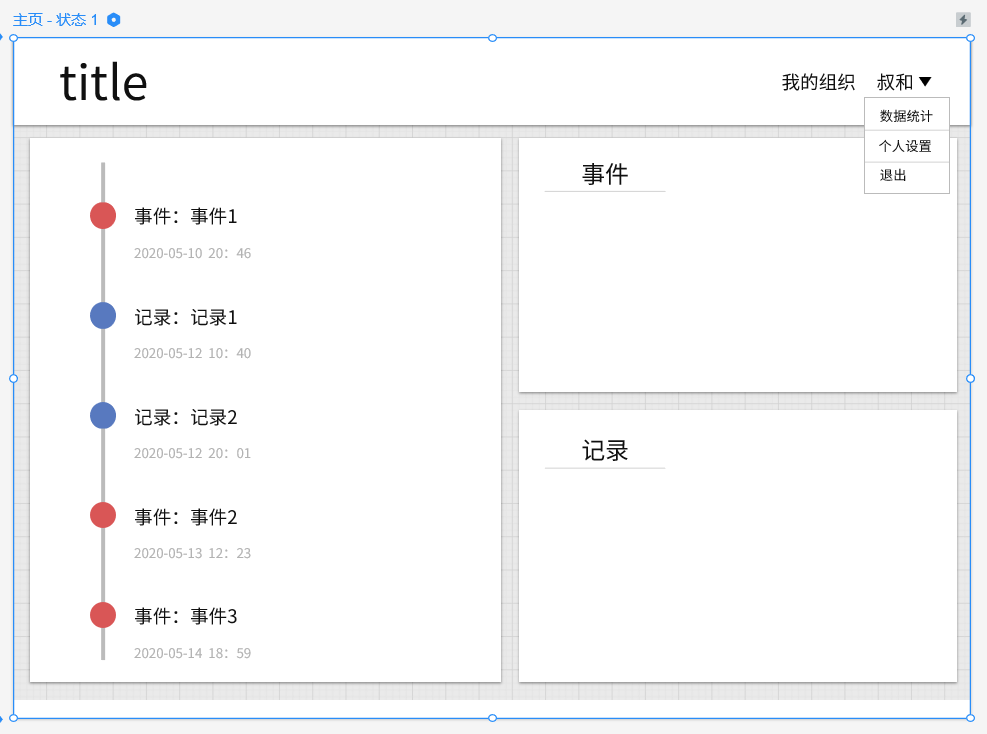 主页 - 状态 1
title
我的组织 叔和
数据统计
个人设置
退出
事件：事件1
2020-05-10 20：46
记录：记录1
2020-05-12 10：40
记录：记录2
2020-05-12 20：01
事件：事件2
2020-05-13 12：23
事件：事件3
2020-05-14 18：59
事件
记录